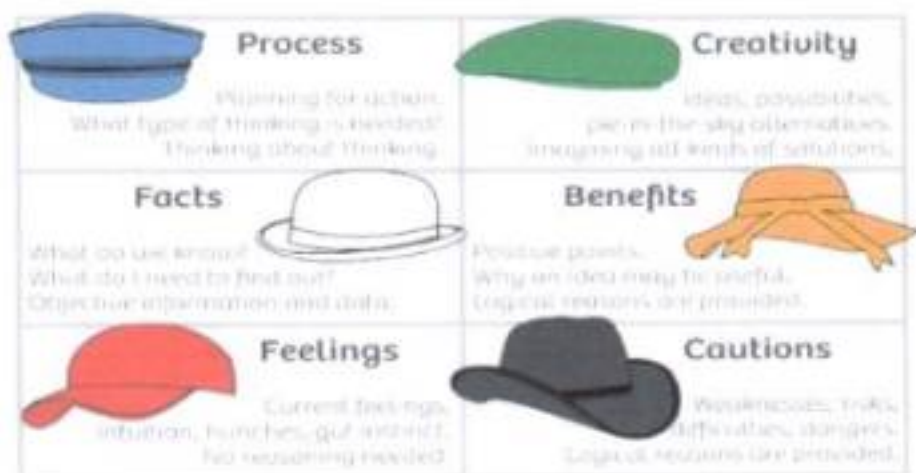 Process
Planning for action.
What type of thinking is needed?
Thinking about thinking.
Creativity
Ideas, possibilities,
pie-in-the-sky alternatives.
Imagining all kinds of solutions.
Facts
What do we know?
What do I need to find out?
Objective information and data.
Benefits
Positive points.
Why an idea may be useful.
Logical reasons are provided.
Feelings
Current feelings,
intuition, hunches, gut instinct.
No reasoning needed.
Cautions
Weaknesses, risks,
difficulties, dangers.
Logical reasons are provided.